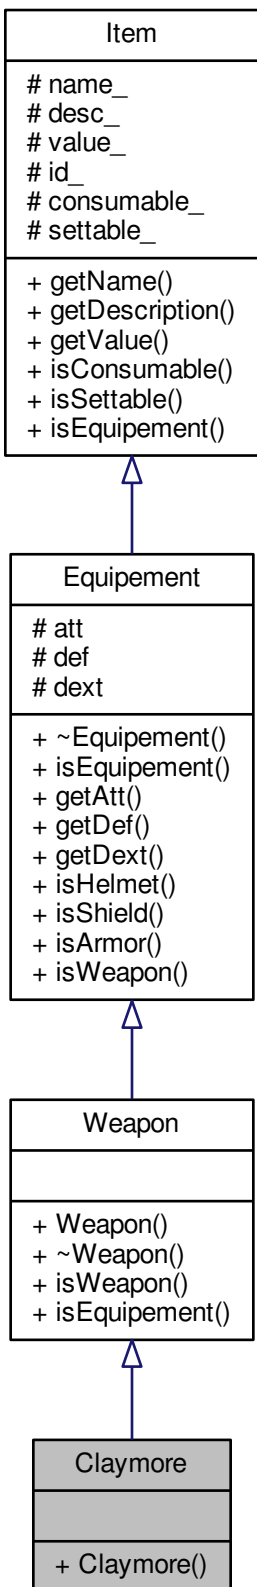 Item
# name_
# desc_
# value_
# id_
# consumable_
# settable_
+ getName()
+ getDescription()
+ getValue()
+ isConsumable()
+ isSettable()
+ isEquipement()
Equipement
# att
# def
# dext
+ ~Equipement()
+ isEquipement()
+ getAtt()
+ getDef()
+ getDext()
+ isHelmet()
+ isShield()
+ isArmor()
+ isWeapon()
Weapon
+ Weapon()
+ ~Weapon()
+ isWeapon()
+ isEquipement()
Claymore
+ Claymore()